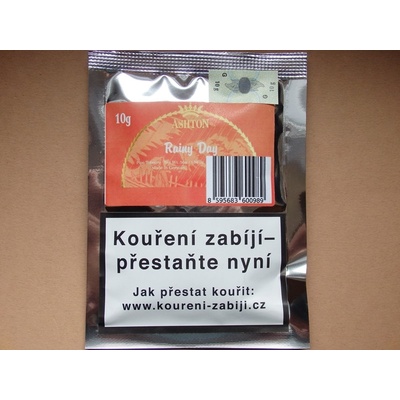 10g
ASHTON
Rainy Day
8 595683 600989
Kouření zabíjí–
přestaňte nyní
Jak přestat kouřit:
www.koureni-zabiji.cz